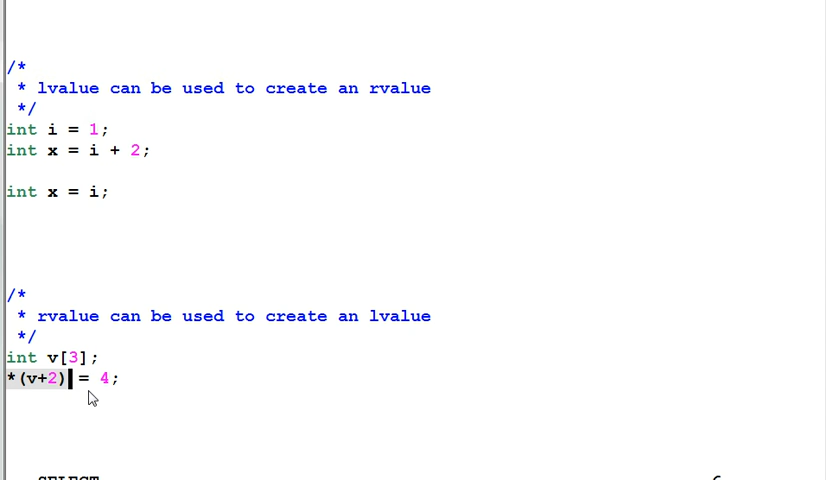 /*
 * lvalue can be used to create an rvalue
 */
int i = 1;
int x = i + 2;
int x = i;
/*
 * rvalue can be used to create an lvalue
 */
int v[3];
*(v+2) = 4;